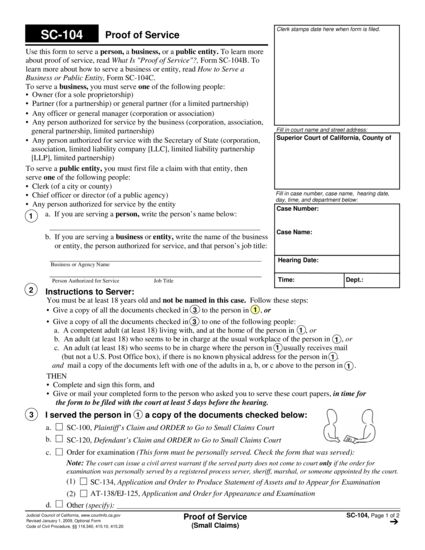 SC-104 Proof of Service
Clerk stamps date here when form is filed.
Use this form to serve a person, a business, or a public entity. To learn more
about proof of service, read What Is "Proof of Service"?, Form SC-104B. To
learn more about how to serve a business or entity, read How to Serve a
Business or Public Entity, Form SC-104C.
To serve a business, you must serve one of the following people:
• Owner (for a sole proprietorship)
• Partner (for a partnership) or general partner (for a limited partnership)
• Any officer or general manager (corporation or association)
• Any person authorized for service by the business (corporation, association,
general partnership, limited partnership)
• Any person authorized for service with the Secretary of State (corporation,
association, limited liability company [LLC], limited liability partnership
[LLP], limited partnership)
To serve a public entity, you must first file a claim with that entity, then
serve one of the following people:
• Clerk (of a city or county)
• Chief officer or director (of a public agency)
• Any person authorized for service by the entity
Fill in court name and street address:
Superior Court of California, County of
Fill in case number, case name, hearing date,
day, time, and department below:
Case Number:
Case Name:
Hearing Date:
Time: Dept.:
1 a. If you are serving a person, write the person's name below:
b. If you are serving a business or entity, write the name of the business
or entity, the person authorized for service, and that person's job title:
Business or Agency Name
Person Authorized for Service Job Title
2 Instructions to Server:
You must be at least 18 years old and not be named in this case. Follow these steps:
• Give a copy of all the documents checked in 3 to the person in 1, or
• Give a copy of all the documents checked in 3 to one of the following people:
a. A competent adult (at least 18) living with, and at the home of the person in 1, or
b. An adult (at least 18) who seems to be in charge at the usual workplace of the person in 1, or
c. An adult (at least 18) who seems to be in charge where the person in 1 usually receives mail
(but not a U.S. Post Office box), if there is no known physical address for the person in 1.
and mail a copy of the documents left with one of the adults in a, b, or c above to the person in 1.
THEN
• Complete and sign this form, and
• Give or mail your completed form to the person who asked you to serve these court papers, in time for
the form to be filed with the court at least 5 days before the hearing.
3 I served the person in 1 a copy of the documents checked below:
a. SC-100, Plaintiff's Claim and ORDER to Go to Small Claims Court
b. SC-120, Defendant's Claim and ORDER to Go to Small Claims Court
c. Order for examination (This form must be personally served. Check the form that was served):
Note: The court can issue a civil arrest warrant if the served party does not come to court only if the order for
examination was personally served by a registered process server, sheriff, marshal, or someone appointed by the court.
(1) SC-134, Application and Order to Produce Statement of Assets and to Appear for Examination
(2) AT-138/EJ-125, Application and Order for Appearance and Examination
d. Other (specify):
Judicial Council of California, www.courtinfo.ca.gov
Revised January 1, 2009, Optional Form
Code of Civil Procedure, §§ 116.340, 415.10, 415.20
Proof of Service
(Small Claims)
SC-104, Page 1 of 2